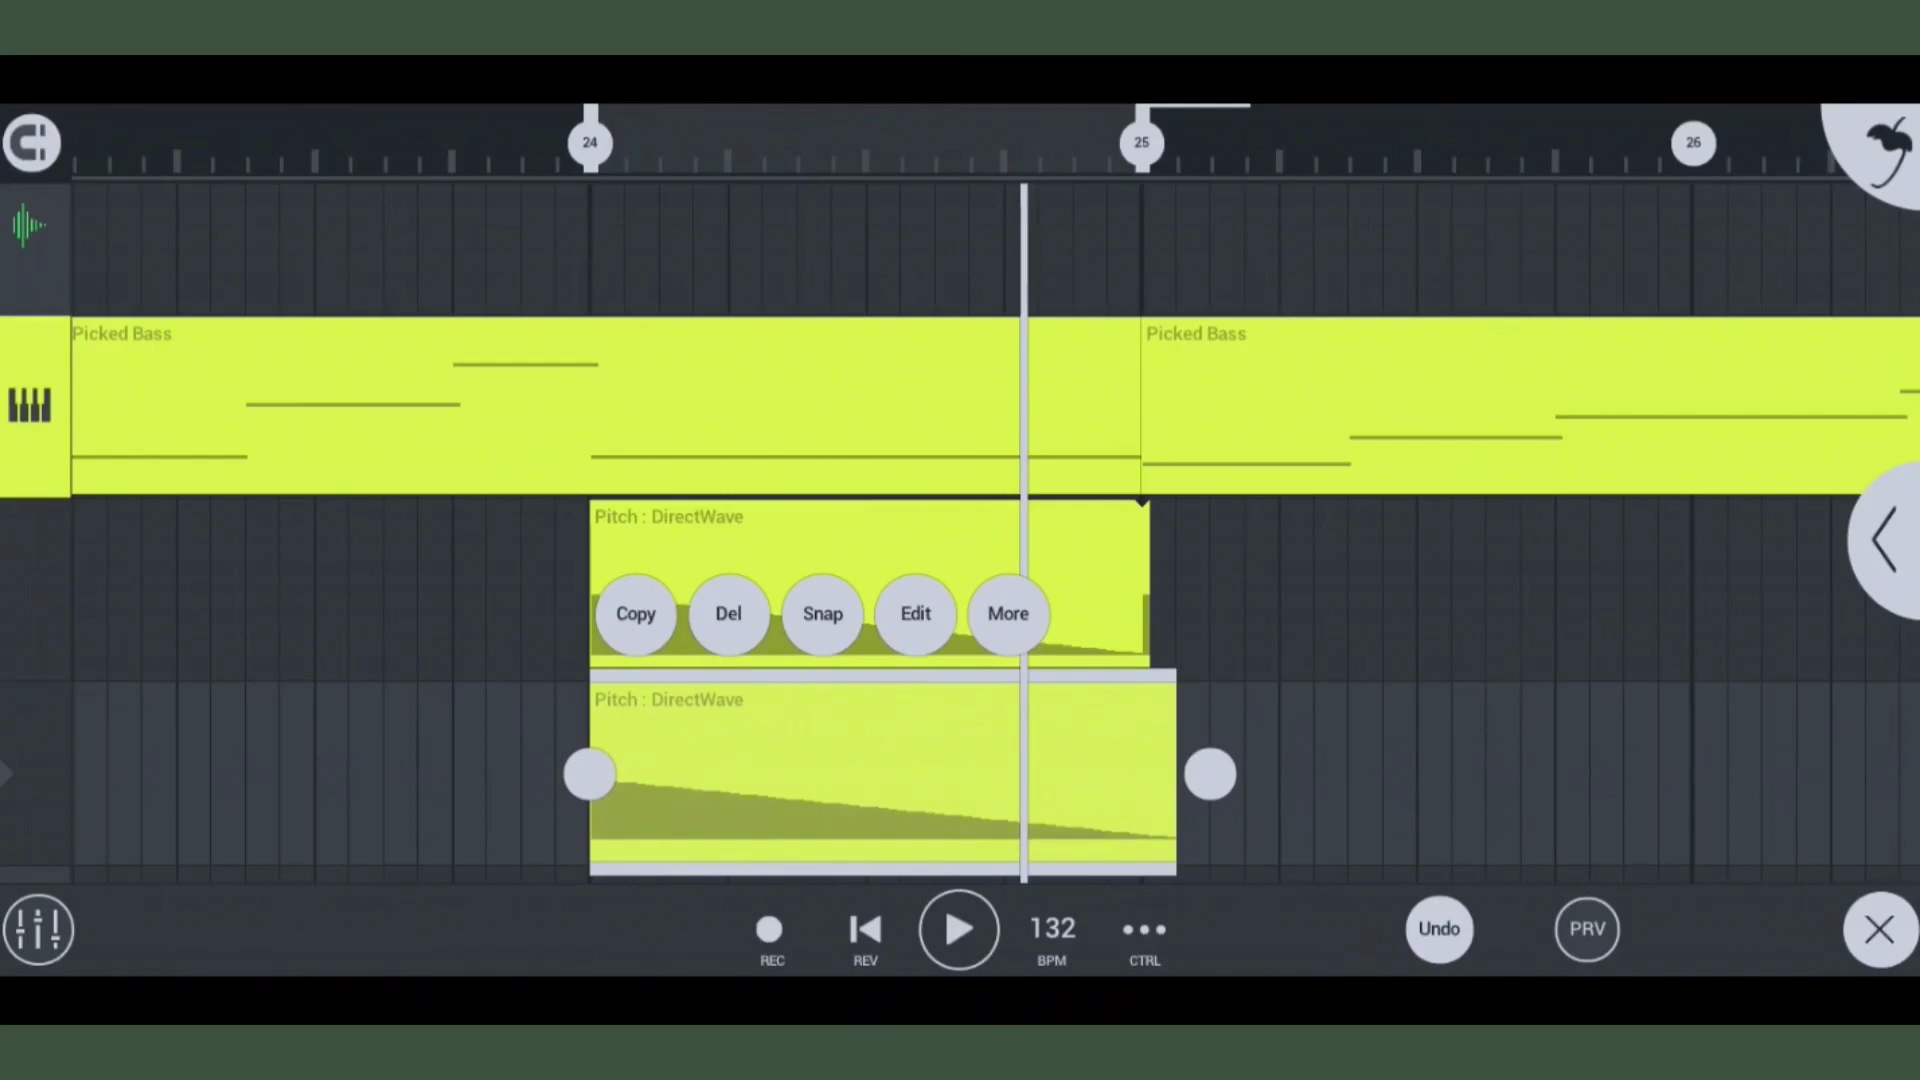 24
25
26
Picked Bass
Picked Bass
Pitch : DirectWave
Copy
Del
Snap
Edit
More
Pitch : DirectWave
132
Undo
PRV
REC
REV
BPM
CTRL